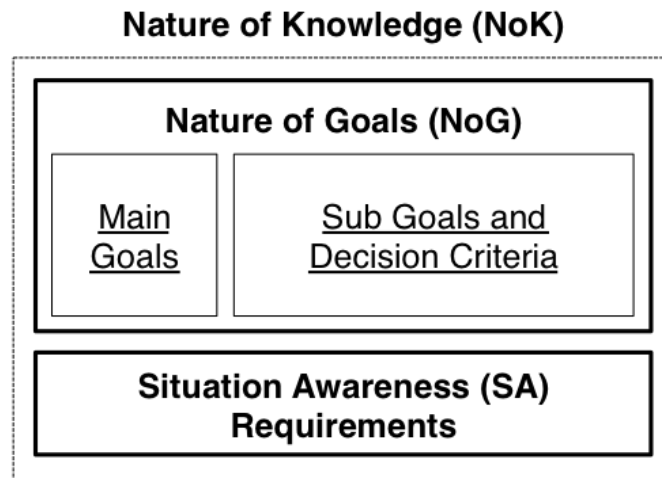 Nature of Knowledge (NoK)
Nature of Goals (NoG)
Main
Goals
Sub Goals and
Decision Criteria
Situation Awareness (SA)
Requirements